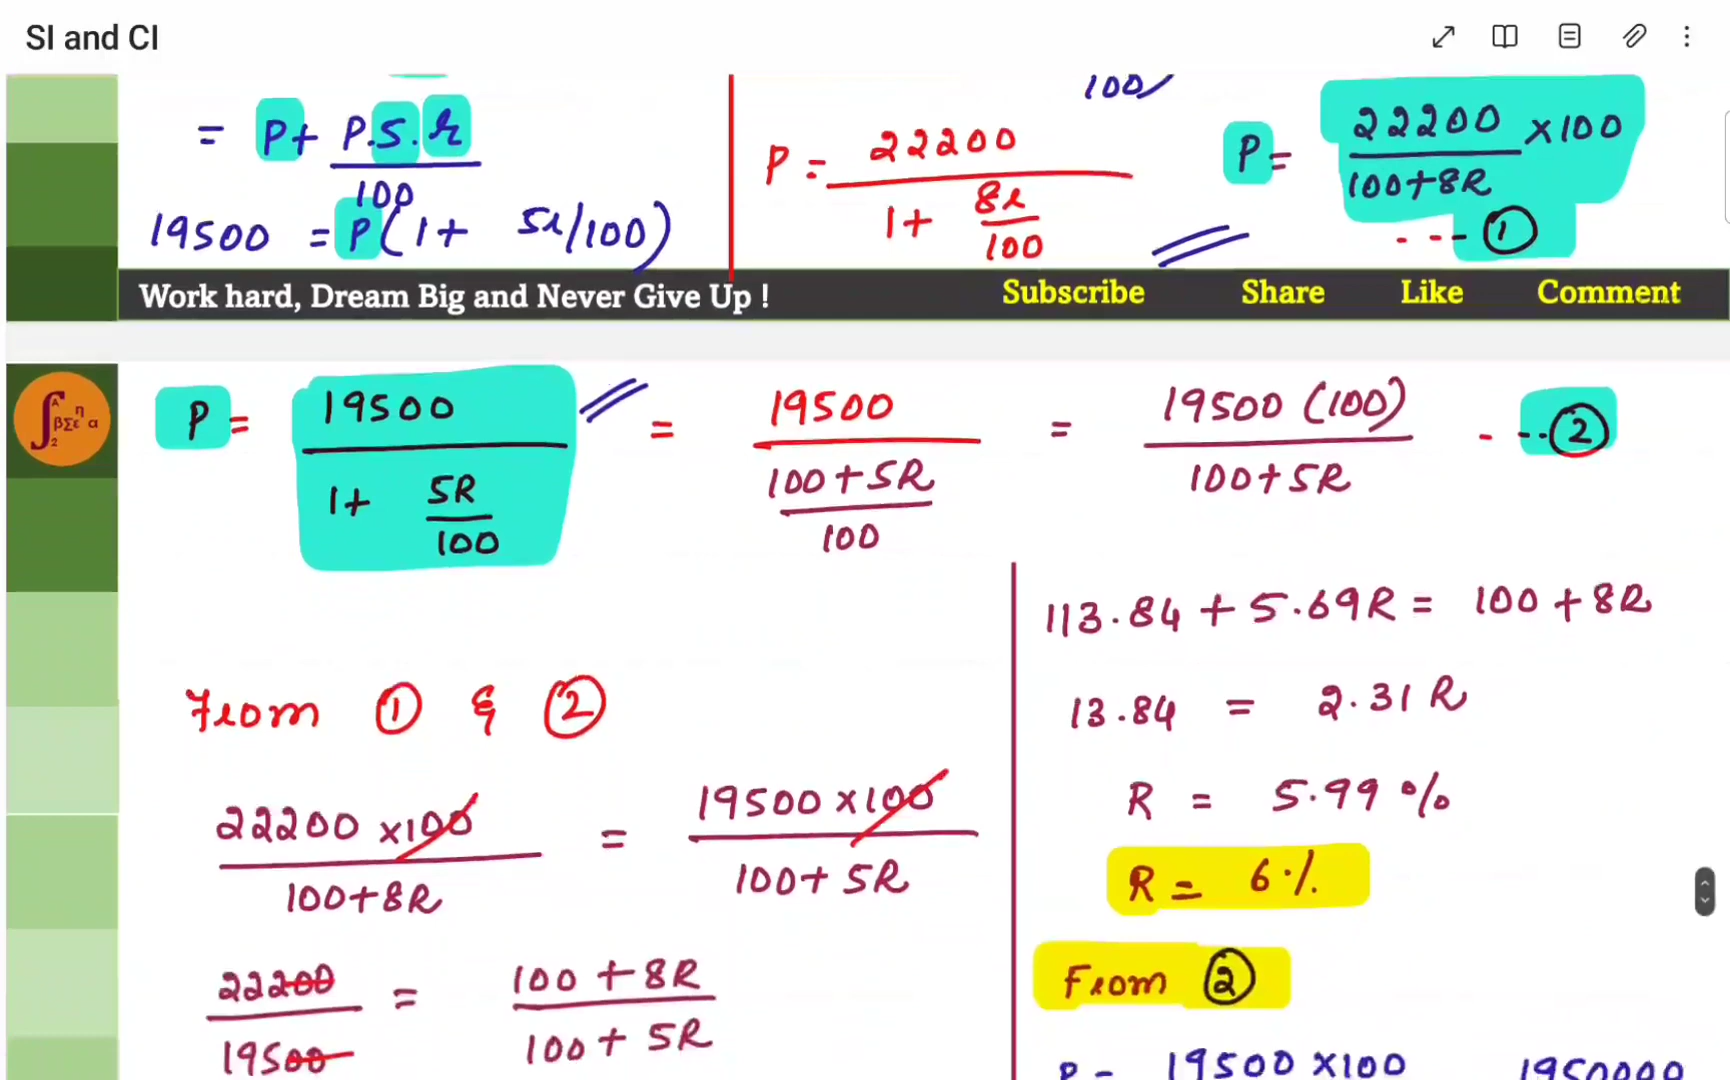 SI and CI
= P + P.5.r
100
19500 = P(1+ 5r/100)
100
P = 22200
1 + 8r
100
P = 22200 ×100
100+8R
--- 1
Work hard, Dream Big and Never Give Up ! Subscribe Share Like Comment
P = 19500 = 19500 = 19500 (100) --- 2
1+ 5R 100+5R 100+5R
100 100
From 1 & 2
22200 ×100 = 19500 ×100
100+8R 100+ 5R
22200 = 100 + 8R
19500 100 + 5R
113.84 + 5.69R = 100 + 8R
13.84 = 2.31 R
R = 5.99 %
R = 6 %
From 2
P = 19500 ×100 1950000